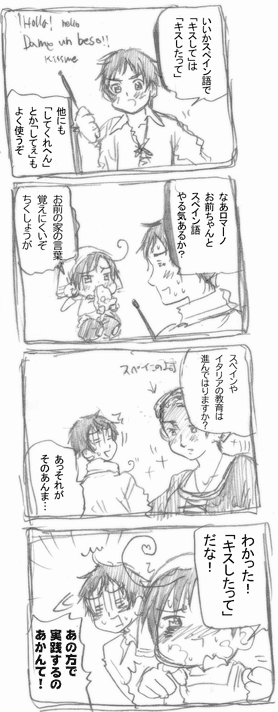 Holla! hello
Dame un beso!!
kissme
いいかスペイン語で
「キスして」は
「キスしたって」
他にも
「してくれへん」
とか「してぇ」も
よく使うぞ
なあロマーノ
お前ちゃんと
スペイン語
やる気あるか?
お前の家の言葉
覚えにくいぞ
ちくしょうが
スペインの上司
スペインや
イタリアの教育は
進んではりますか?
あっそれが
そのあんま…
わかった!
「キスしたって」
だな!
あの方で
実践するの
あかんて!